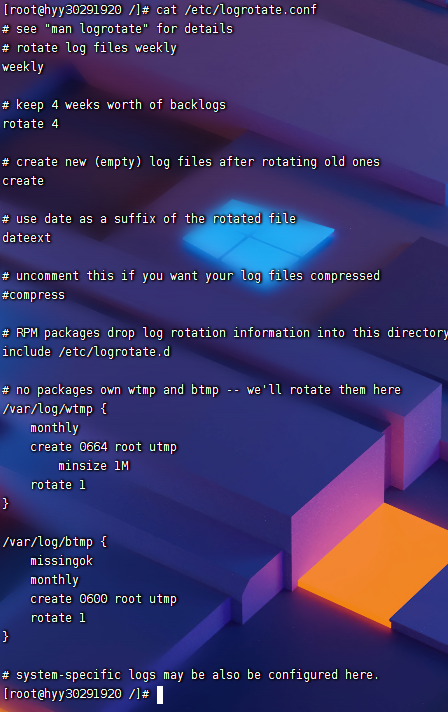 [root@hyy30291920 /]# cat /etc/logrotate.conf
# see "man logrotate" for details
# rotate log files weekly
weekly

# keep 4 weeks worth of backlogs
rotate 4

# create new (empty) log files after rotating old ones
create

# use date as a suffix of the rotated file
dateext

# uncomment this if you want your log files compressed
#compress

# RPM packages drop log rotation information into this directory
include /etc/logrotate.d

# no packages own wtmp and btmp -- we'll rotate them here
/var/log/wtmp {
    monthly
    create 0664 root utmp
        minsize 1M
    rotate 1
}

/var/log/btmp {
    missingok
    monthly
    create 0600 root utmp
    rotate 1
}

# system-specific logs may be also be configured here.
[root@hyy30291920 /]#